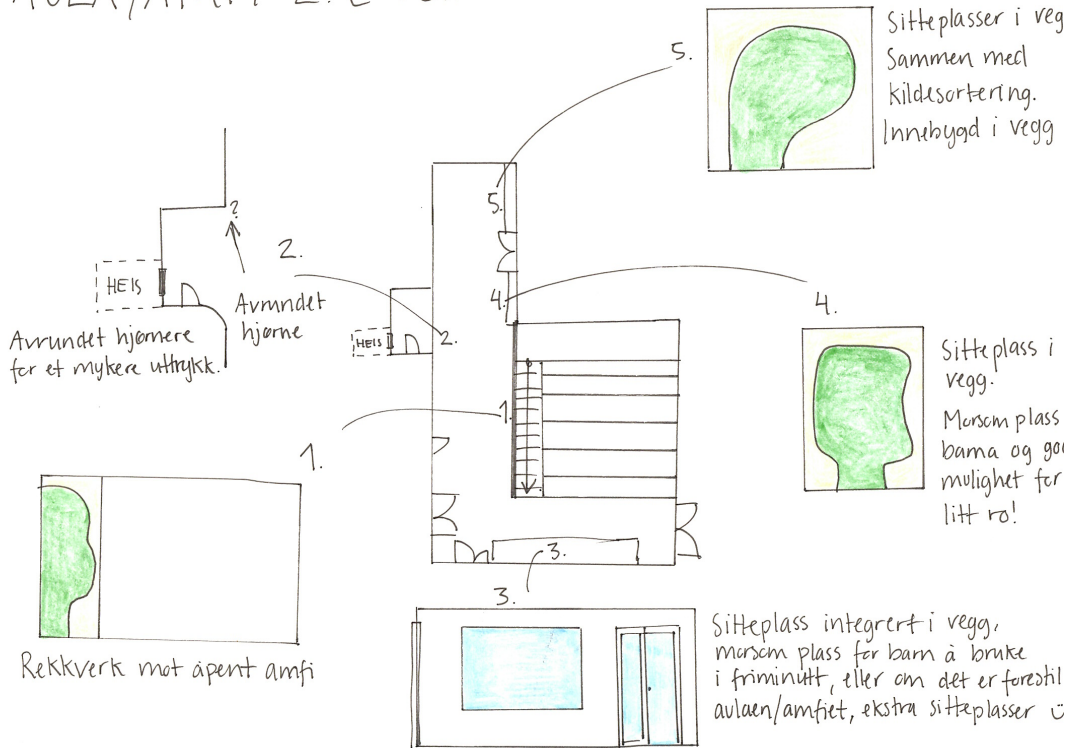 AULA/AMFI 2.
5.
Sitteplasser i veg
Sammen med
kildesortering.
Innebygd i vegg
5.
?
2.
HEIS
Avrundet
hjørne
Avrundet hjørnere
for et mykere uttrykk.
4.
4.
HEIS
2.
Sitteplass i
vegg.
Morsom plass
barna og go
mulighet for
litt ro!
1.
1.
Rekkverk mot åpent amfi
3.
3.
Sitteplass integrert i vegg,
morsom plass for barn å bruke
i friminutt, eller om det er forestil
aulaen/amfiet, ekstra sitteplasser ☺